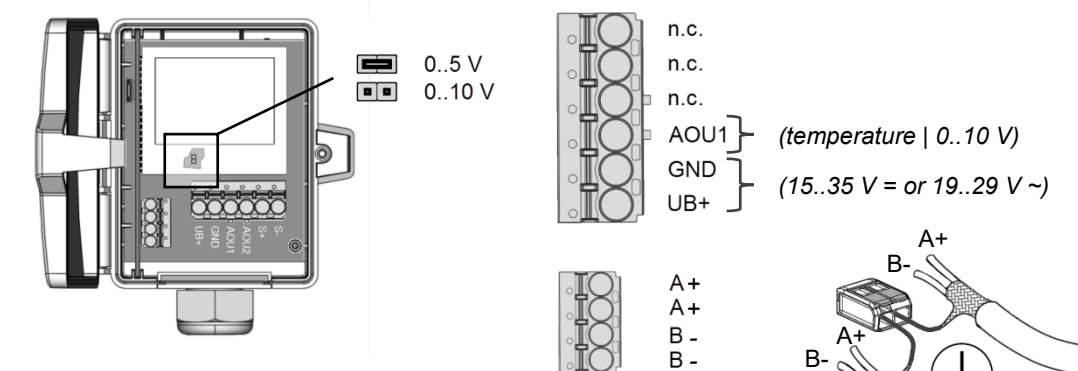 0..5 V
0..10 V
UB+
GND
AOU1
AOU2
S+
S-
n.c.
n.c.
n.c.
AOU1 (temperature | 0..10 V)
GND
UB+ (15..35 V = or 19..29 V ~)
A+
A+
B -
B -
A+
B-
A+
B-